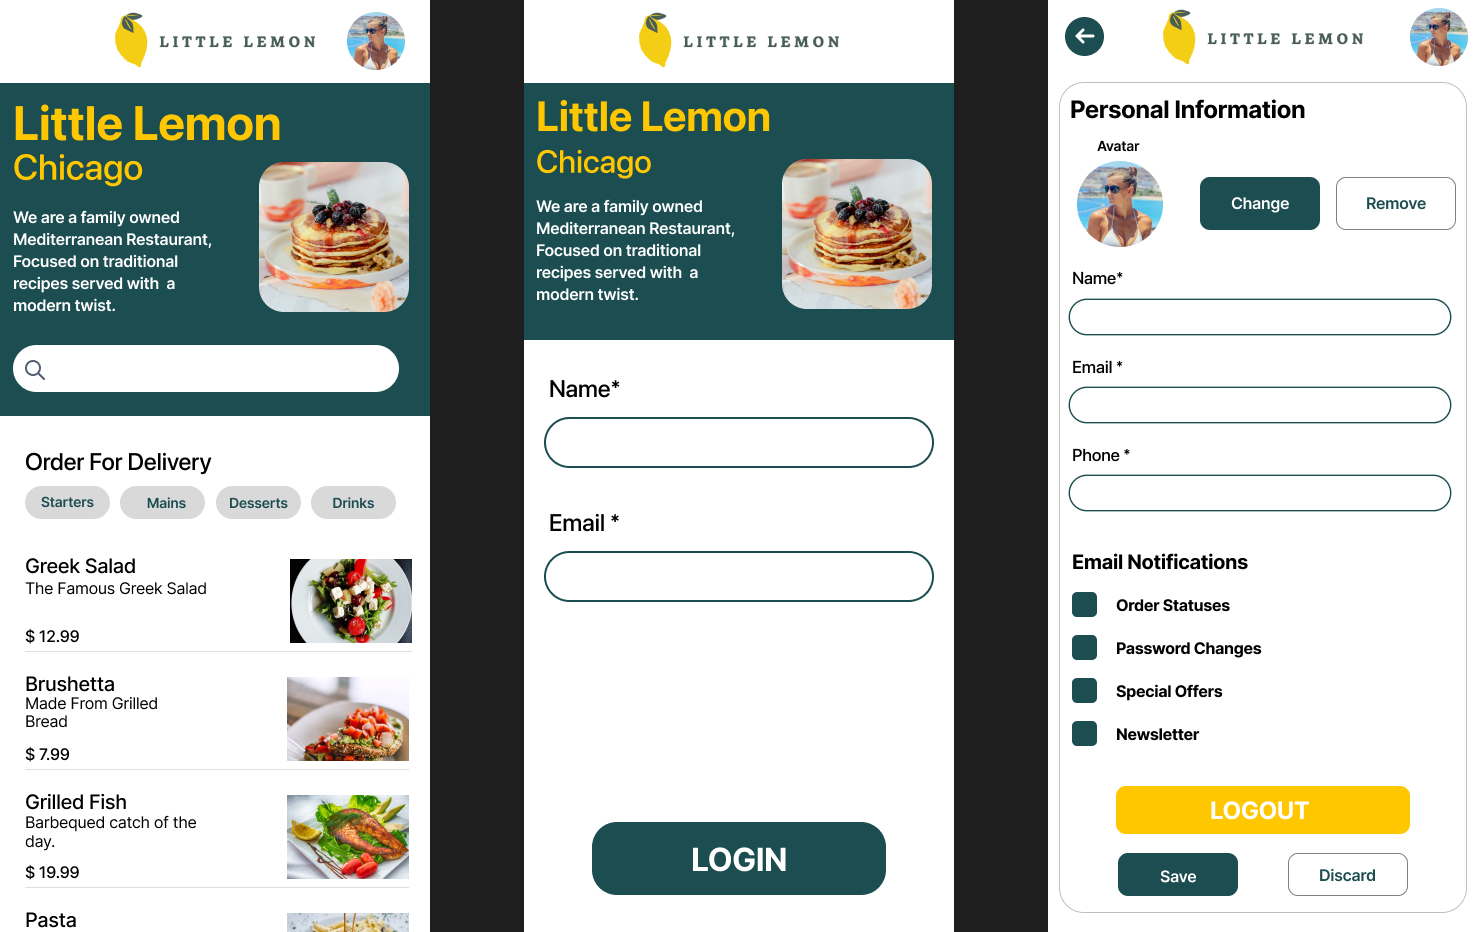 LITTLE LEMON
Little Lemon
Chicago
We are a family owned
Mediterranean Restaurant,
Focused on traditional
recipes served with  a
modern twist.
Order For Delivery
Starters
Mains
Desserts
Drinks
Greek Salad
The Famous Greek Salad
$ 12.99
Brushetta
Made From Grilled
Bread
$ 7.99
Grilled Fish
Barbequed catch of the
day.
$ 19.99
Pasta
LITTLE LEMON
Little Lemon
Chicago
We are a family owned
Mediterranean Restaurant,
Focused on traditional
recipes served with  a
modern twist.
Name*
Email *
LOGIN
LITTLE LEMON
Personal Information
Avatar
Change
Remove
Name*
Email *
Phone *
Email Notifications
Order Statuses
Password Changes
Special Offers
Newsletter
LOGOUT
Save
Discard